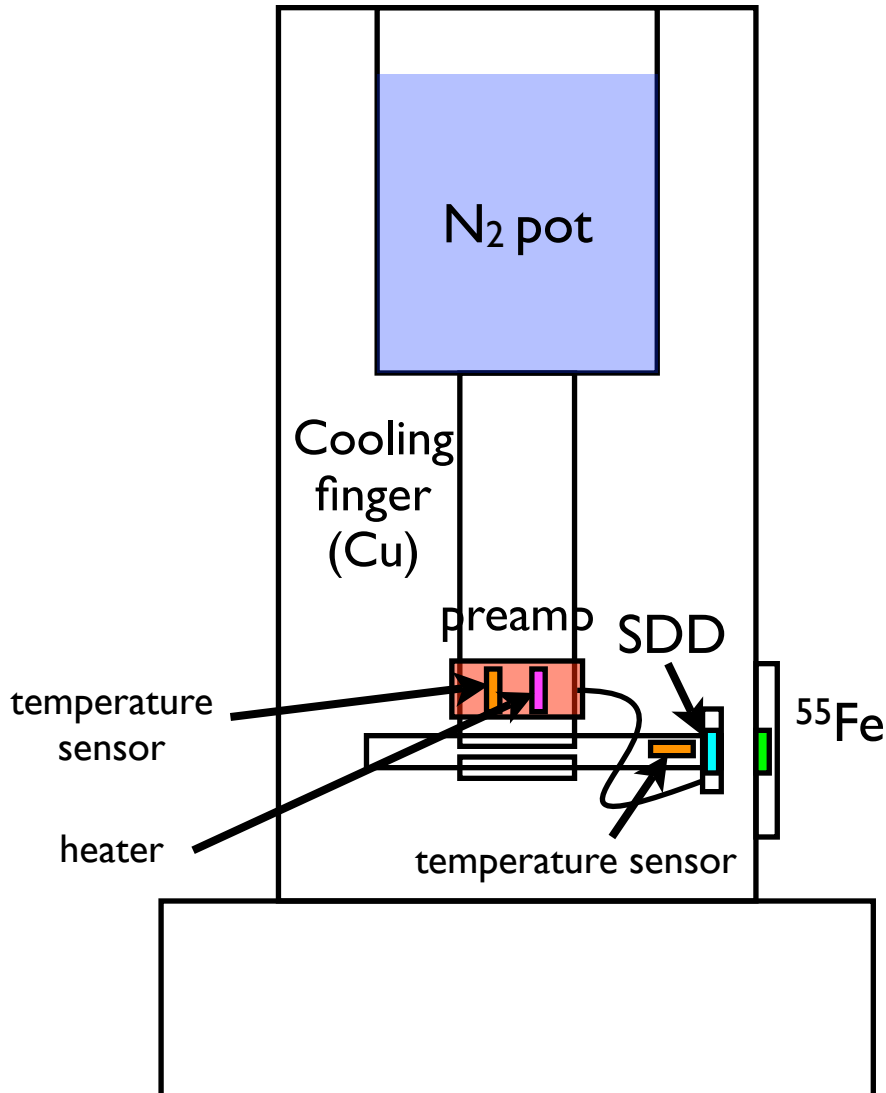 N₂ pot
Cooling
finger
(Cu)
preamp
SDD
temperature
sensor
⁵⁵Fe
heater
temperature sensor